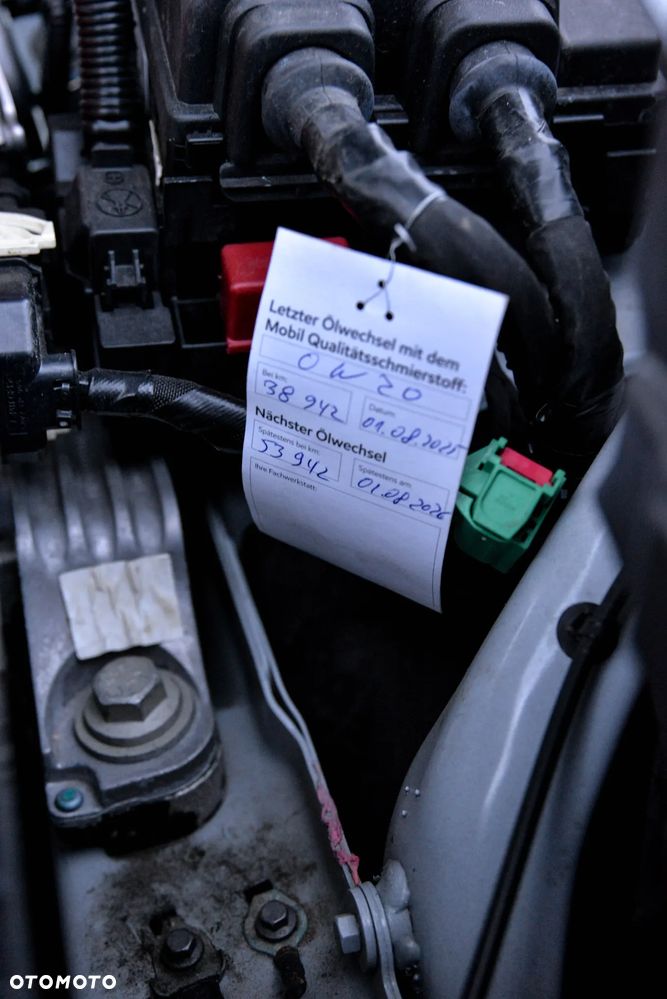 Letzter Ölwechsel mit dem
Mobil Qualitätsschmierstoff:
0W20
Bei km: Datum:
38 942 01.08.2025
Nächster Ölwechsel
Spätestens bei km: Spätestens am:
53 942 01.08.2026
Ihre Fachwerkstatt:
OTOMOTO